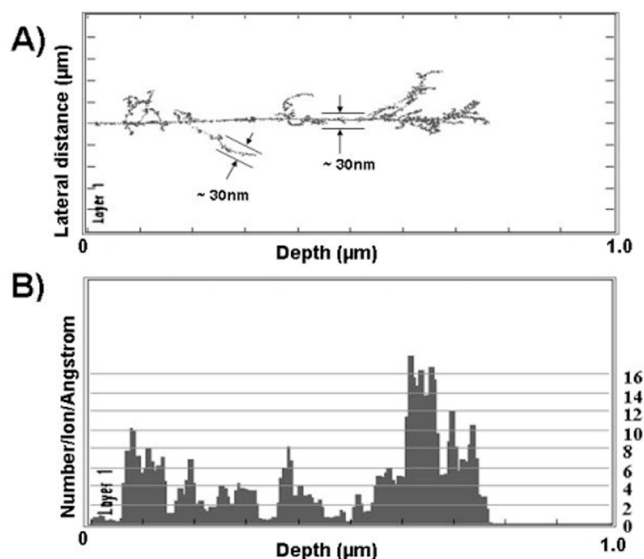 A)
Lateral distance (µm)
Layer 1
~ 30nm
~ 30nm
0
Depth (µm)
1.0
B)
Number/Ion/Angstrom
Layer 1
16
14
12
10
8
6
4
2
0
0
Depth (µm)
1.0